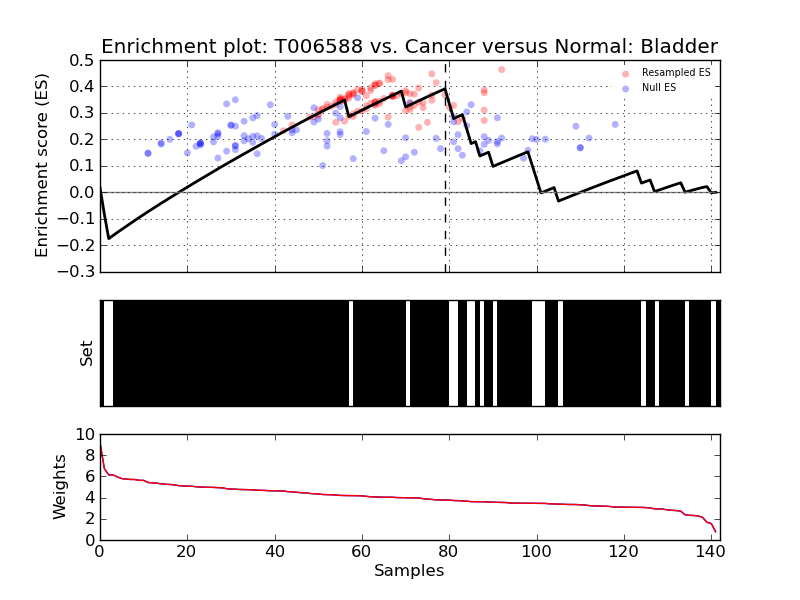 Enrichment plot: T006588 vs. Cancer versus Normal: Bladder
Enrichment score (ES)
0.5
0.4
0.3
0.2
0.1
0.0
−0.1
−0.2
−0.3
Resampled ES
Null ES
Set
Weights
10
8
6
4
2
0
0 20 40 60 80 100 120 140
Samples